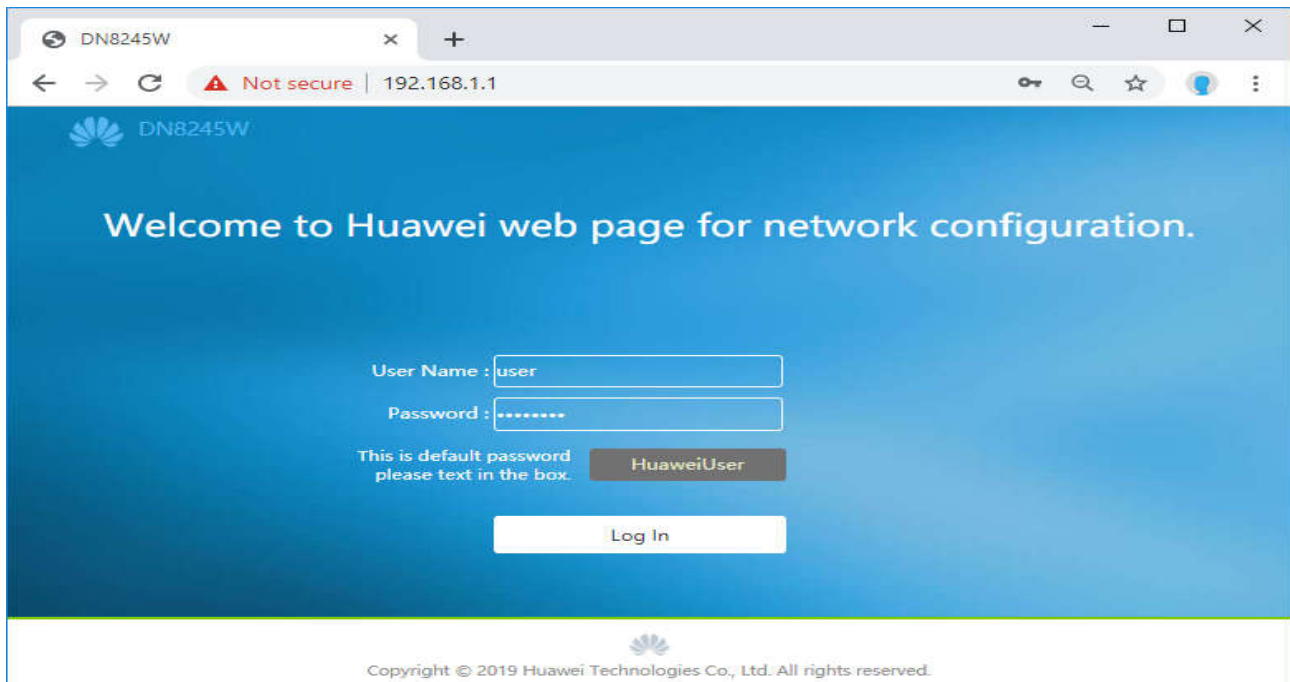 DN8245W
Not secure | 192.168.1.1
DN8245W
Welcome to Huawei web page for network configuration.
User Name : user
Password : ••••••••
This is default password
please text in the box.
HuaweiUser
Log In
Copyright © 2019 Huawei Technologies Co., Ltd. All rights reserved.